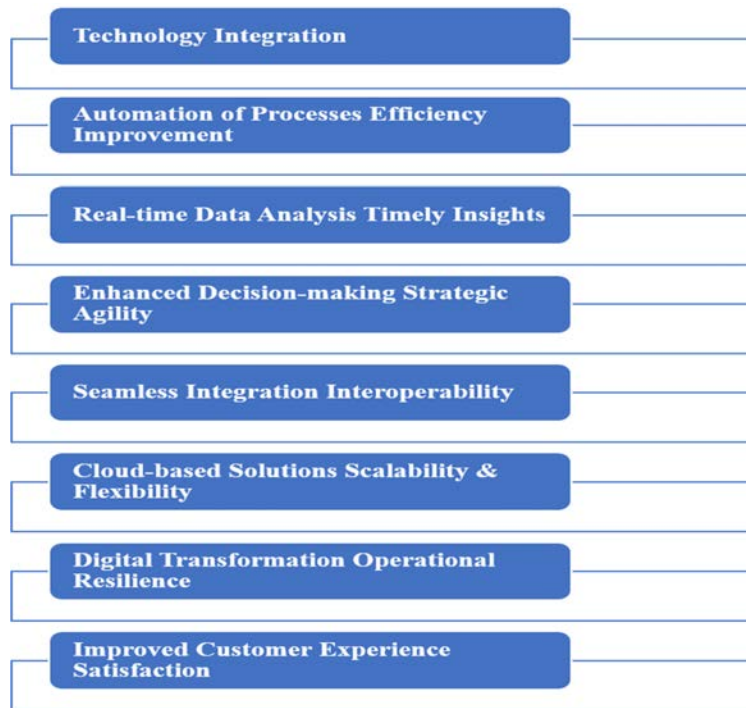 Technology Integration
Automation of Processes Efficiency
Improvement
Real-time Data Analysis Timely Insights
Enhanced Decision-making Strategic
Agility
Seamless Integration Interoperability
Cloud-based Solutions Scalability &
Flexibility
Digital Transformation Operational
Resilience
Improved Customer Experience
Satisfaction